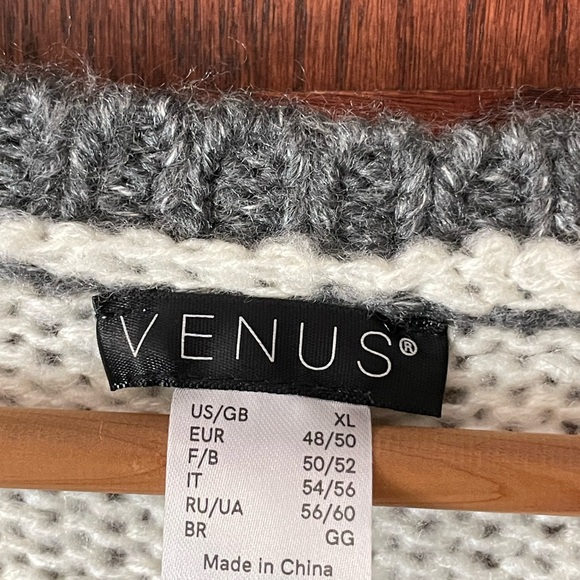 VENUS®
US/GB XL
EUR 48/50
F/B 50/52
IT 54/56
RU/UA 56/60
BR GG
Made in China